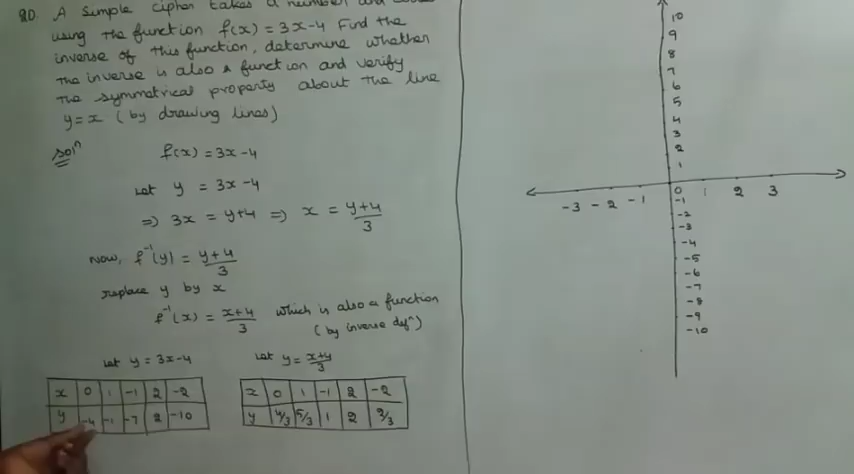 20. A Simple cipher takes a number and
using the function f(x) = 3x-4 Find the
inverse of this function, determine whether
the inverse is also a function and verify
the symmetrical property about the line
y=x (by drawing lines)
Solⁿ
f(x) = 3x-4
Let y = 3x-4
⇒ 3x = y+4 ⇒ x = y+4/3
Now, f⁻¹(y) = y+4/3
replace y by x
f⁻¹(x) = x+4/3 which is also a function
(by inverse defⁿ)
Let y = 3x-4
x 0 1 -1 2 -2
y -4 -1 -7 2 -10
Let y = x+4/3
x 0 1 -1 2 -2
y 4/3 5/3 1 2 2/3
10
9
8
7
6
5
4
3
2
1
-3 -2 -1 0 1 2 3
-1
-2
-3
-4
-5
-6
-7
-8
-9
-10